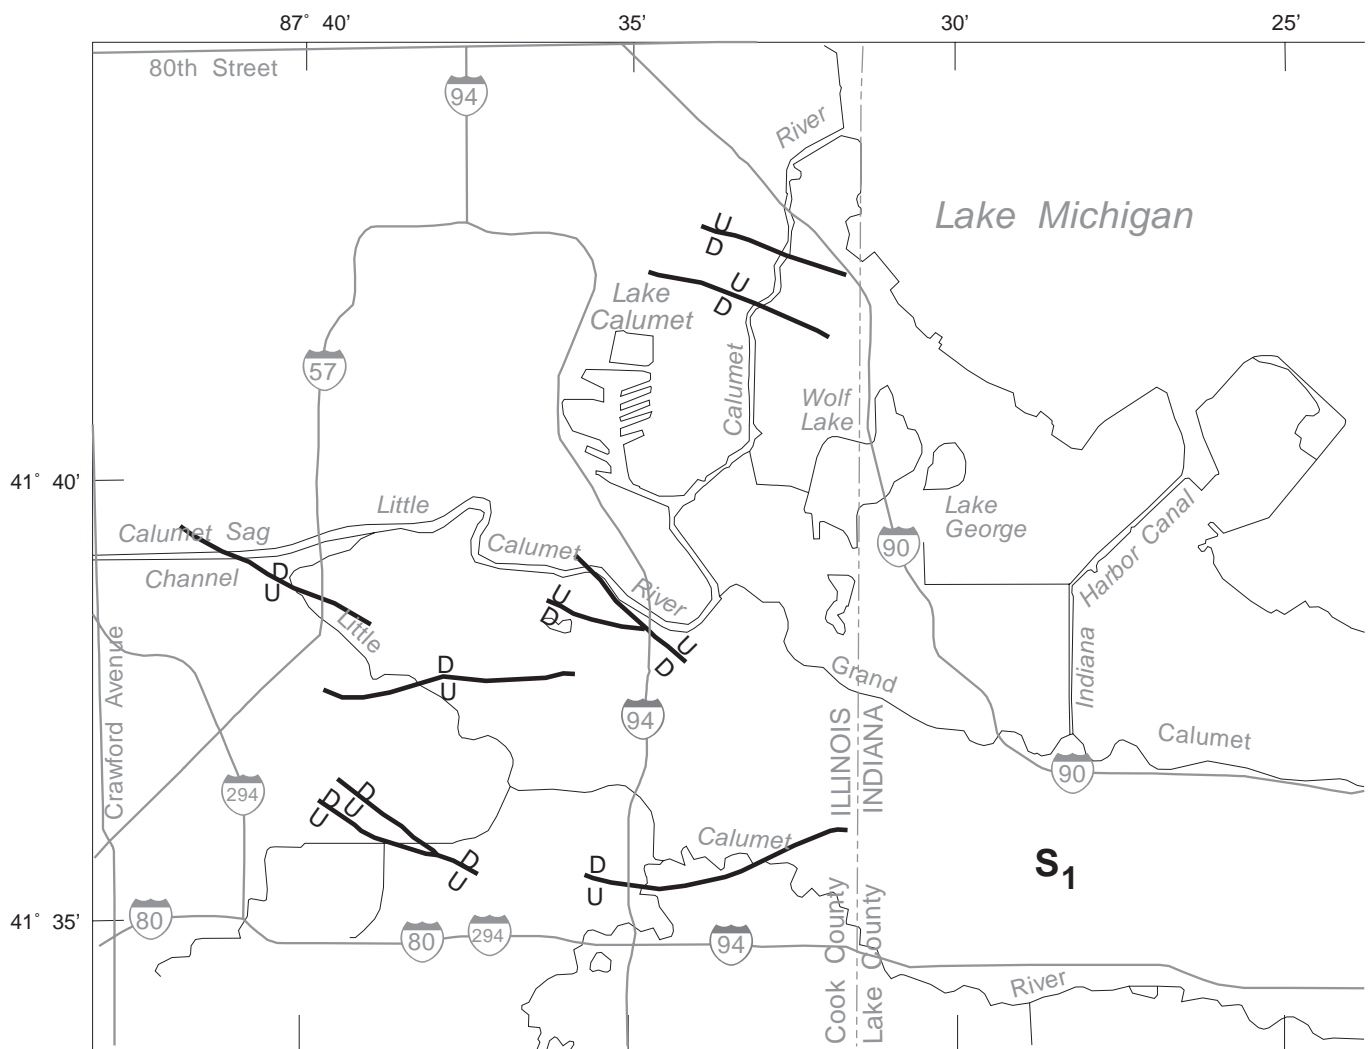 87° 40'
35'
30'
25'
80th Street
94
River
Lake Michigan
U
D
U
D
Lake
Calumet
57
Calumet
Wolf
Lake
41° 40'
Little
Calumet Sag
Channel
Calumet
Lake
George
90
Harbor Canal
D
U
River
U
D
Little
U
D
Crawford Avenue
D
U
Grand
Indiana
94
ILLINOIS
INDIANA
Calumet
90
294
D
U
D
U
D
U
Calumet
D
U
S1
41° 35'
80
80
294
94
Cook County
Lake County
River